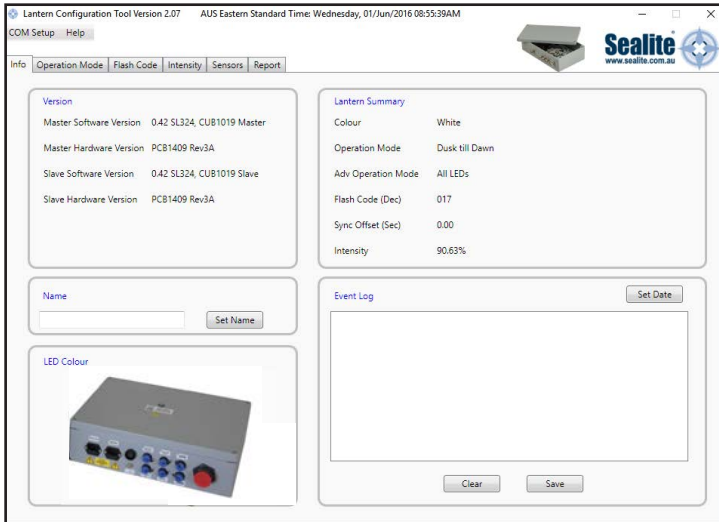 Lantern Configuration Tool Version 2.07 AUS Eastern Standard Time: Wednesday, 01/Jun/2016 08:55:39AM
COM Setup Help
Sealite
www.sealite.com.au
Info Operation Mode Flash Code Intensity Sensors Report
Version
Master Software Version 0.42 SL324, CUB1019 Master
Master Hardware Version PCB1409 Rev3A
Slave Software Version 0.42 SL324, CUB1019 Slave
Slave Hardware Version PCB1409 Rev3A
Lantern Summary
Colour White
Operation Mode Dusk till Dawn
Adv Operation Mode All LEDs
Flash Code (Dec) 017
Sync Offset (Sec) 0.00
Intensity 90.63%
Name
Set Name
Event Log Set Date
LED Colour
Clear Save